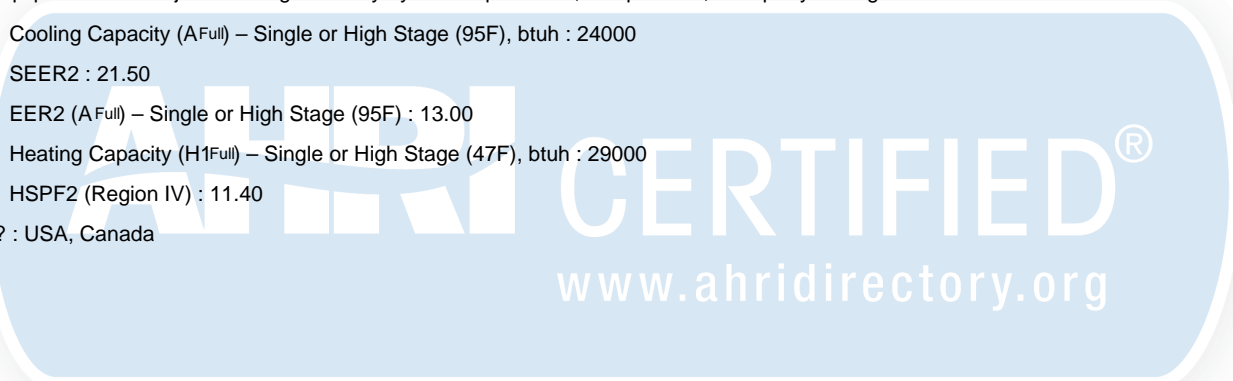 Cooling Capacity (AFull) – Single or High Stage (95F), btuh : 24000
SEER2 : 21.50
EER2 (AFull) – Single or High Stage (95F) : 13.00
Heating Capacity (H1Full) – Single or High Stage (47F), btuh : 29000
HSPF2 (Region IV) : 11.40
? : USA, Canada
AHRI CERTIFIED®
www.ahridirectory.org